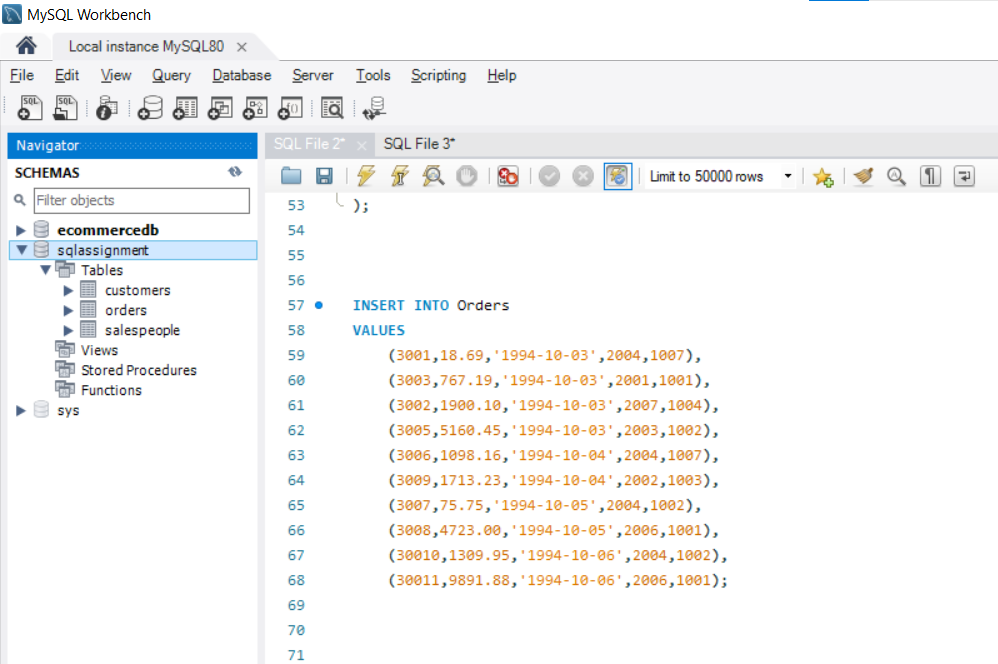 MySQL Workbench
Local instance MySQL80
File Edit View Query Database Server Tools Scripting Help
SQL SQL
Navigator
SQL File 2* SQL File 3*
SCHEMAS
Limit to 50000 rows
Filter objects
ecommercedb
sqlassignment
Tables
customers
orders
salespeople
Views
Stored Procedures
Functions
sys
53 );
54
55
56
57 INSERT INTO Orders
58 VALUES
59 (3001,18.69,'1994-10-03',2004,1007),
60 (3003,767.19,'1994-10-03',2001,1001),
61 (3002,1900.10,'1994-10-03',2007,1004),
62 (3005,5160.45,'1994-10-03',2003,1002),
63 (3006,1098.16,'1994-10-04',2004,1007),
64 (3009,1713.23,'1994-10-04',2002,1003),
65 (3007,75.75,'1994-10-05',2004,1002),
66 (3008,4723.00,'1994-10-05',2006,1001),
67 (30010,1309.95,'1994-10-06',2004,1002),
68 (30011,9891.88,'1994-10-06',2006,1001);
69
70
71